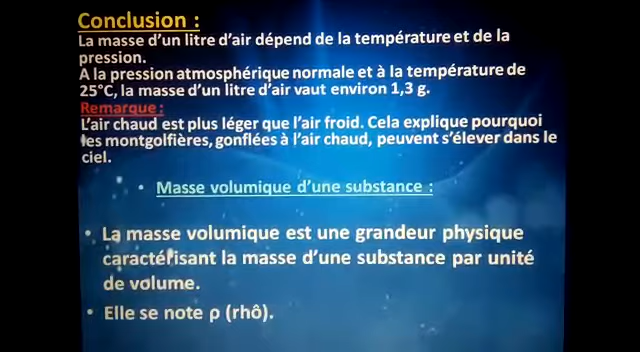 Conclusion :
La masse d'un litre d'air dépend de la température et de la
pression.
A la pression atmosphérique normale et à la température de
25°C, la masse d'un litre d'air vaut environ 1,3 g.
Remarque :
L'air chaud est plus léger que l'air froid. Cela explique pourquoi
les montgolfières, gonflées à l'air chaud, peuvent s'élever dans le
ciel.
• Masse volumique d'une substance :
• La masse volumique est une grandeur physique
caractérisant la masse d'une substance par unité
de volume.
• Elle se note ρ (rhô).